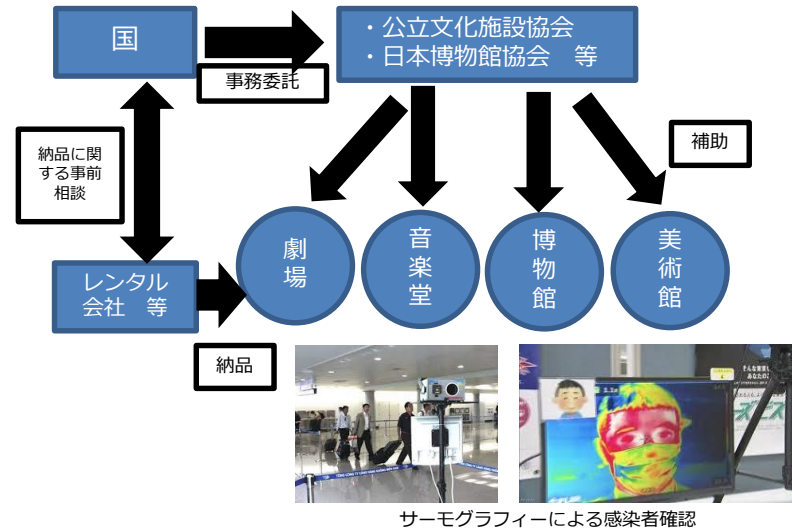 国
・公立文化施設協会
・日本博物館協会　等
事務委託
納品に関
する事前
相談
補助
劇場
音楽堂
博物館
美術館
レンタル
会社　等
納品
サーモグラフィーによる感染者確認